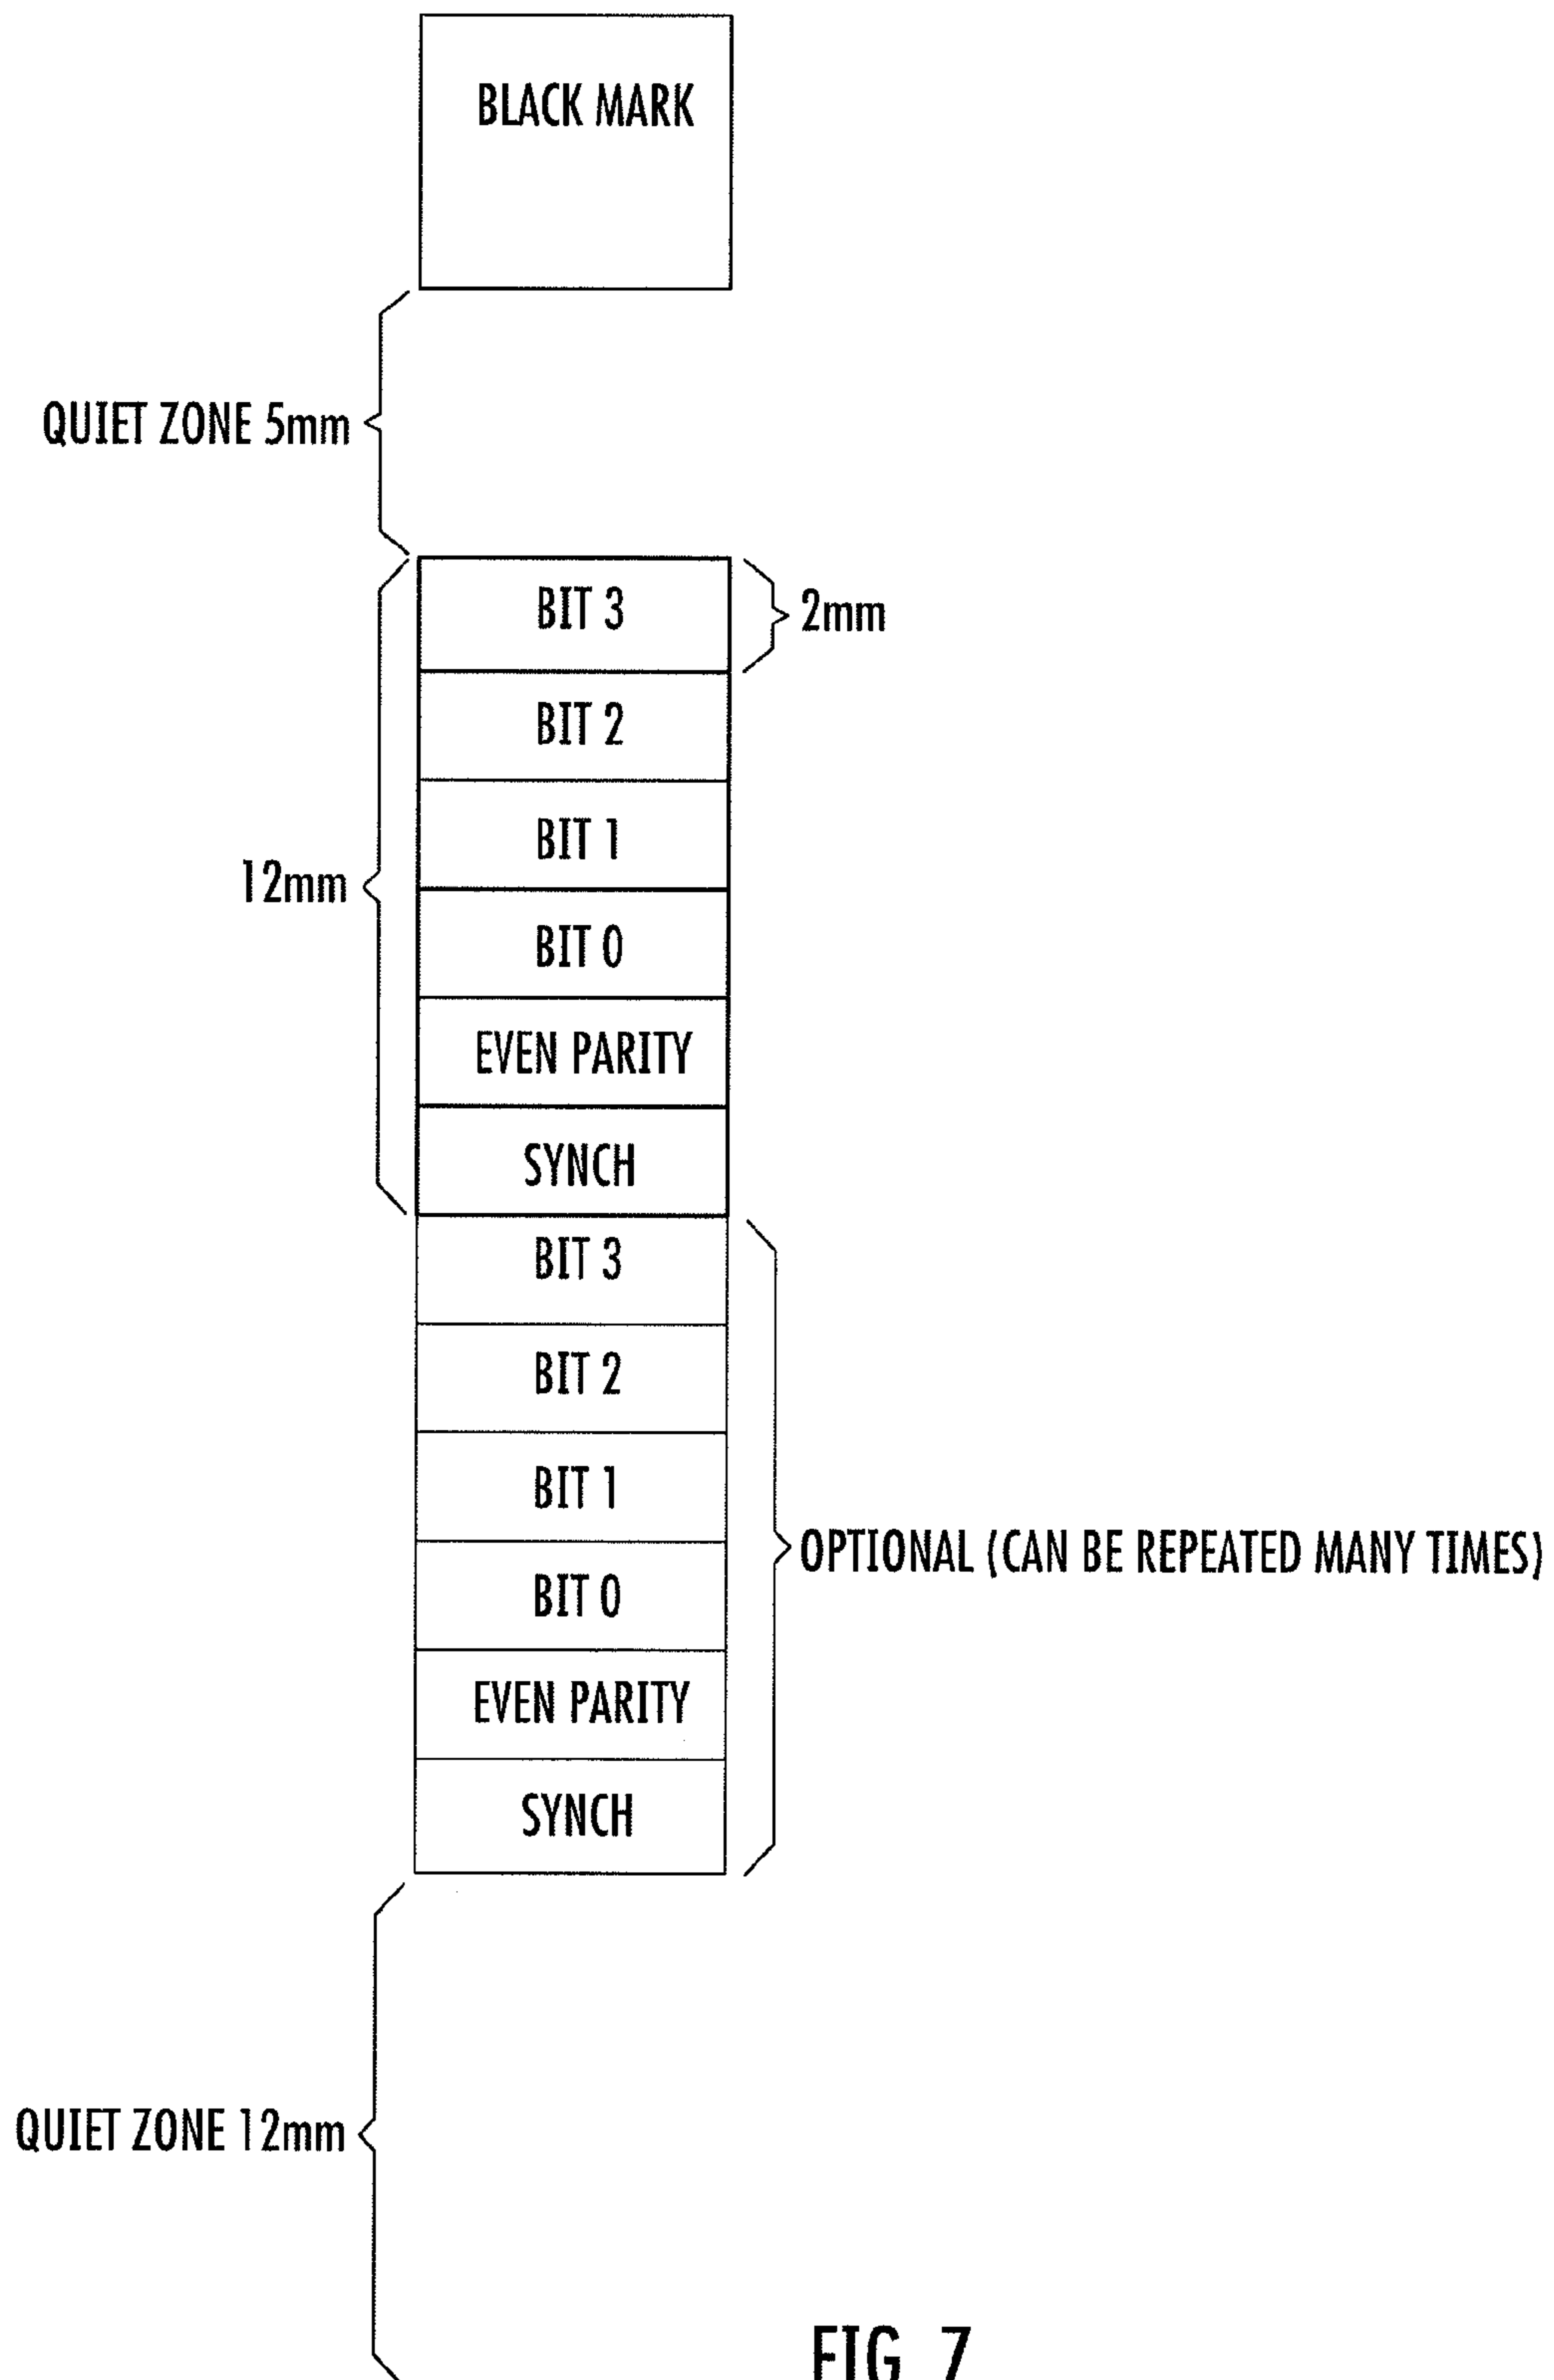 BLACK MARK
QUIET ZONE 5mm
BIT 3
2mm
BIT 2
BIT 1
12mm
BIT 0
EVEN PARITY
SYNCH
BIT 3
BIT 2
BIT 1
OPTIONAL (CAN BE REPEATED MANY TIMES)
BIT 0
EVEN PARITY
SYNCH
QUIET ZONE 12mm
FIG. 7